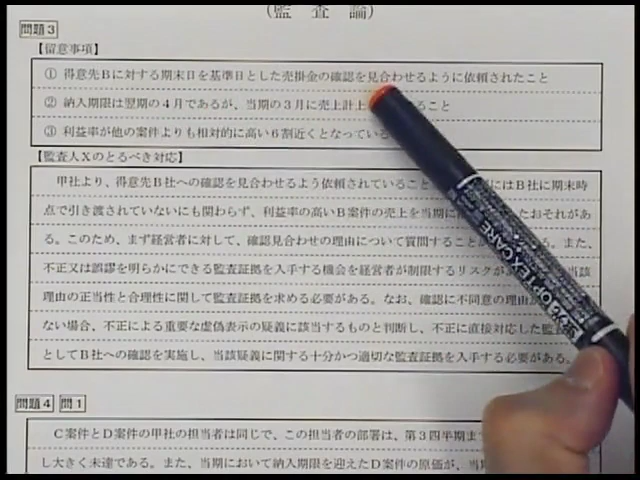 (監 査 論)
問題3
【留意事項】
① 得意先Bに対する期末日を基準日とした売掛金の確認を見合わせるように依頼されたこと
② 納入期限は翌期の4月であるが、当期の3月に売上計上 ること
③ 利益率が他の案件よりも相対的に高い6割近くとなってい
【監査人Xのとるべき対応】
甲社より、得意先B社への確認を見合わせるよう依頼されていること にはB社に期末時
点で引き渡されていないにも関わらず、利益率の高いB案件の売上を当期に たおそれがあ
る。このため、まず経営者に対して、確認見合わせの理由について質問すること る。また、
不正又は誤謬を明らかにできる監査証拠を入手する機会を経営者が制限するリスクが 当該
理由の正当性と合理性に関して監査証拠を求める必要がある。なお、確認に不同意の理由
ない場合、不正による重要な虚偽表示の疑義に該当するものと判断し、不正に直接対応した監
としてB社への確認を実施し、当該疑義に関する十分かつ適切な監査証拠を入手する必要がある。
問題4 問1
C案件とD案件の甲社の担当者は同じで、この担当者の部署は、第3四半期ま
し大きく未達である。また、当期において納入期限を迎えたD案件の原価が、当